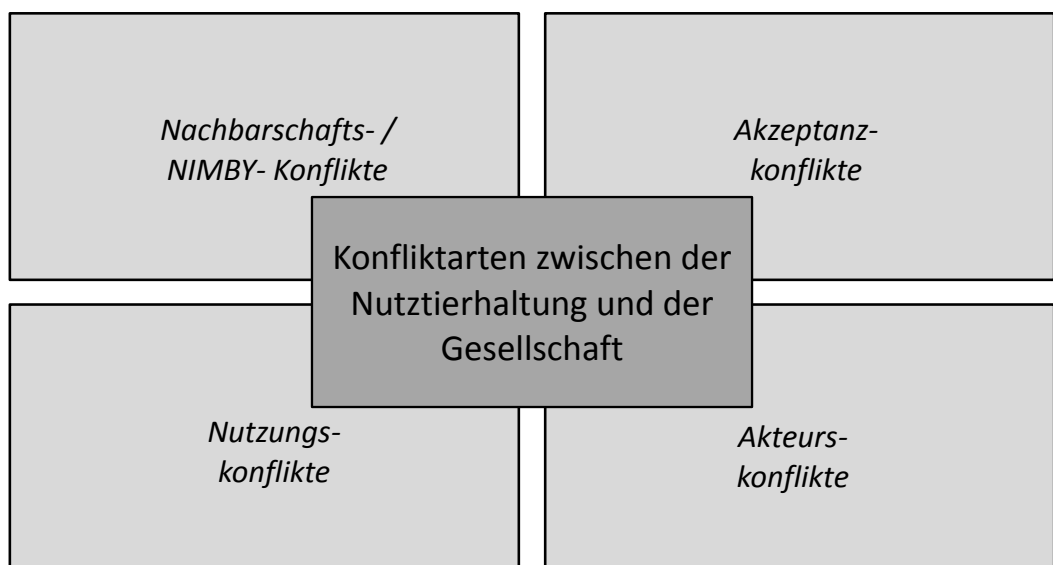 Nachbarschafts- /
NIMBY- Konflikte
Akzeptanz-
konflikte
Konfliktarten zwischen der
Nutztierhaltung und der
Gesellschaft
Nutzungs-
konflikte
Akteurs-
konflikte